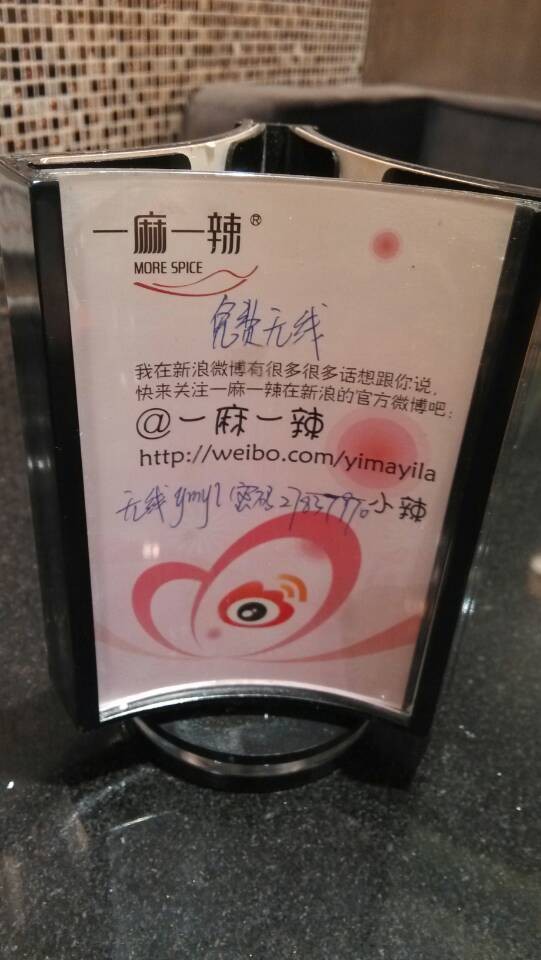 一麻一辣®
MORE SPICE
免费无线
我在新浪微博有很多很多话想跟你说,
快来关注一麻一辣在新浪的官方微博吧:
@一麻一辣
http://weibo.com/yimayila
无线 ymyl 密码 27837970 小辣